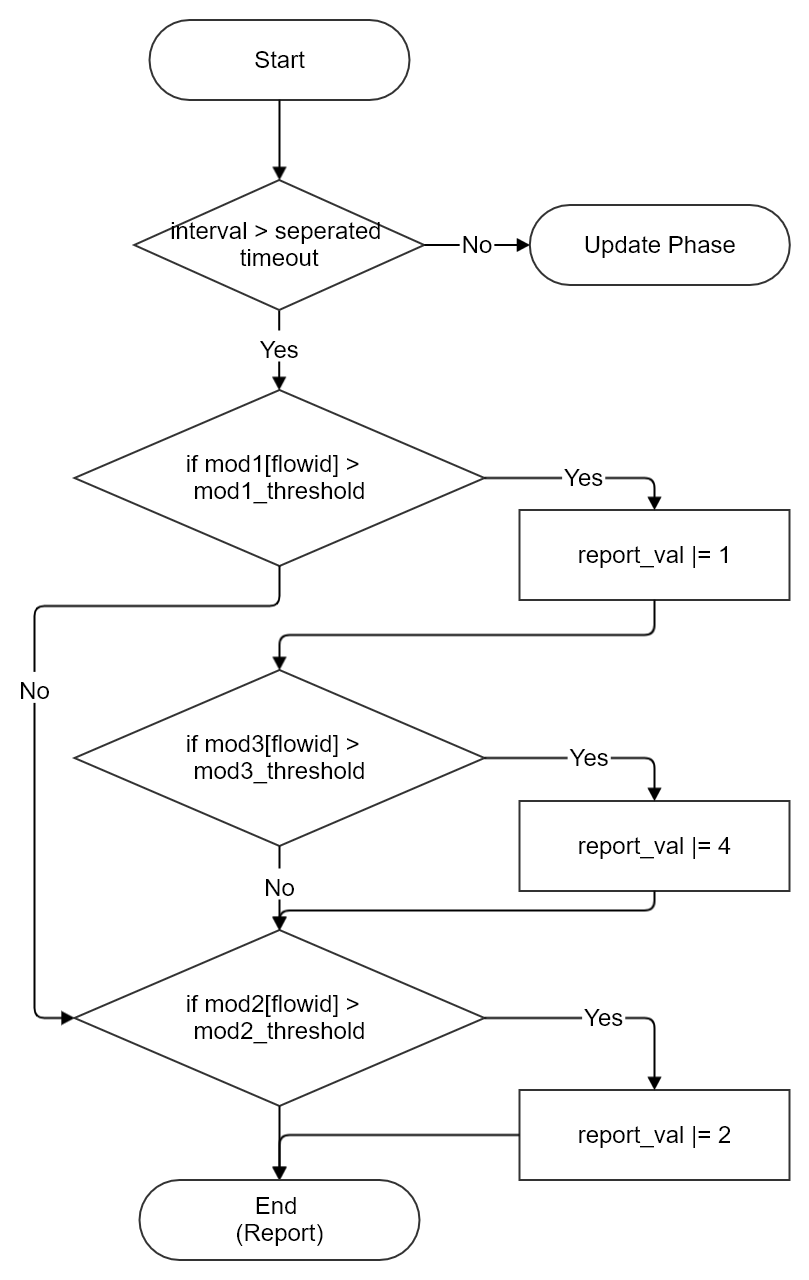 Start
interval > seperated
timeout
No
Update Phase
Yes
if mod1[flowid] >
mod1_threshold
Yes
report_val |= 1
No
if mod3[flowid] >
mod3_threshold
Yes
report_val |= 4
No
if mod2[flowid] >
mod2_threshold
Yes
report_val |= 2
End
(Report)